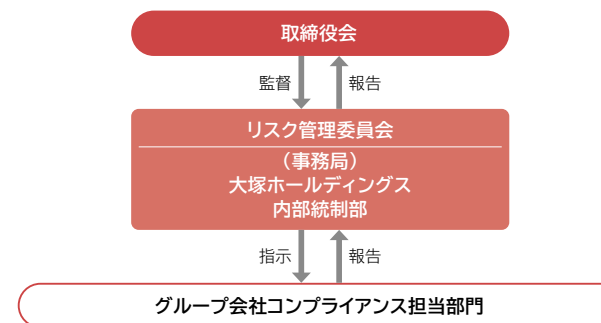 取締役会
監督 報告
リスク管理委員会
（事務局）
大塚ホールディングス
内部統制部
指示 報告
グループ会社コンプライアンス担当部門